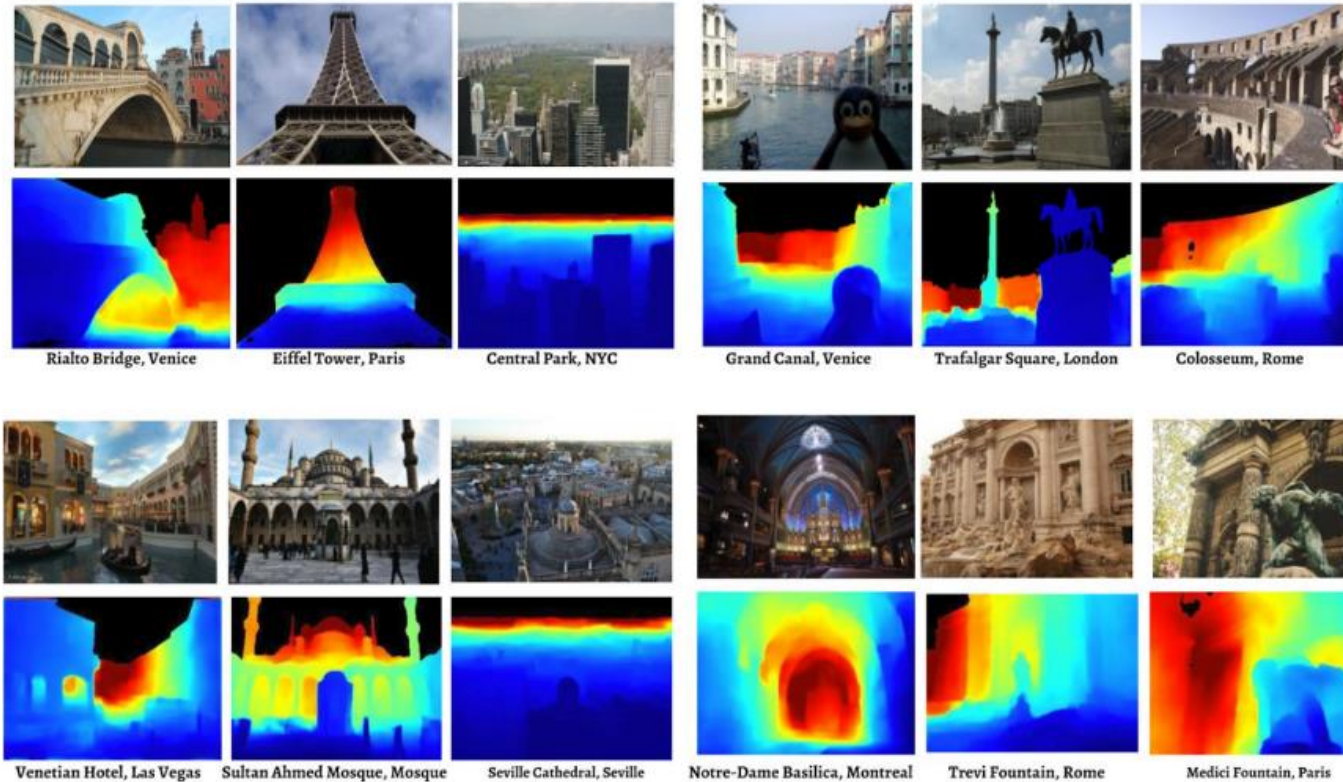 Rialto Bridge, Venice
Eiffel Tower, Paris
Central Park, NYC
Grand Canal, Venice
Trafalgar Square, London
Colosseum, Rome
Venetian Hotel, Las Vegas
Sultan Ahmed Mosque, Mosque
Seville Cathedral, Seville
Notre-Dame Basilica, Montreal
Trevi Fountain, Rome
Medici Fountain, Paris